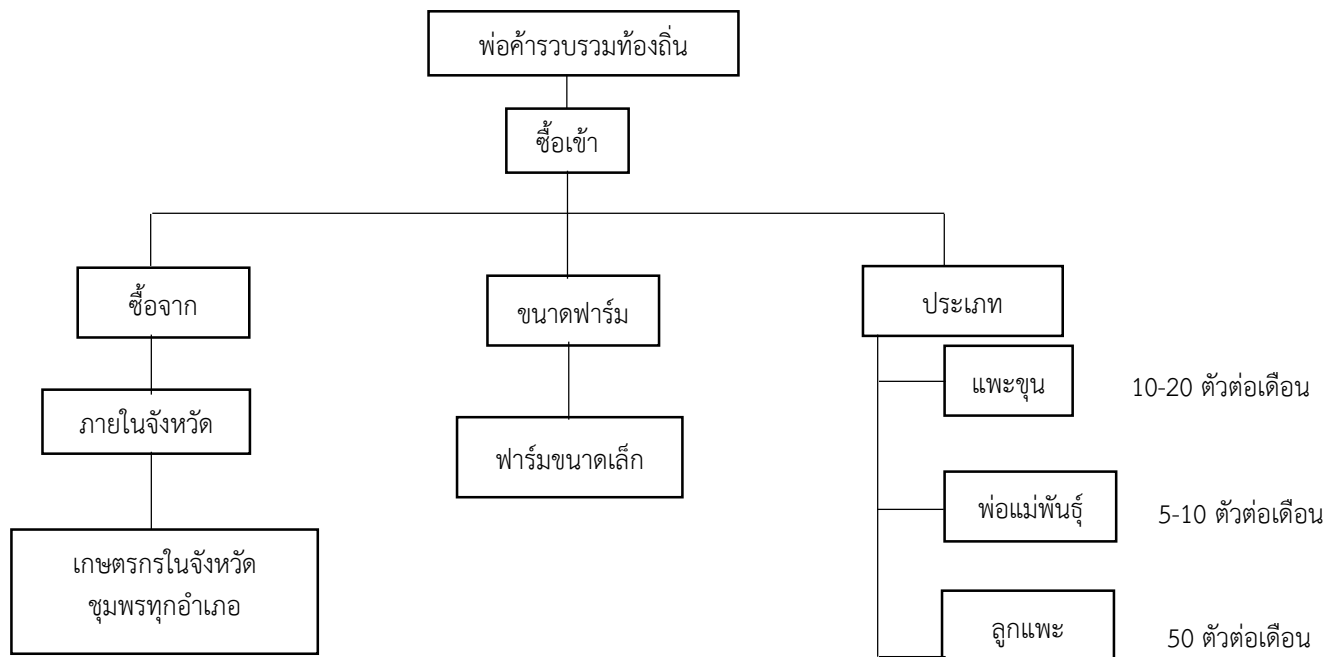 พ่อค้ารวบรวมท้องถิ่น
ซื้อเข้า
ซื้อจาก
ขนาดฟาร์ม
ประเภท
แพะขุน
10-20 ตัวต่อเดือน
ภายในจังหวัด
ฟาร์มขนาดเล็ก
พ่อแม่พันธุ์
5-10 ตัวต่อเดือน
เกษตรกรในจังหวัด
ชุมพรทุกอำเภอ
ลูกแพะ
50 ตัวต่อเดือน